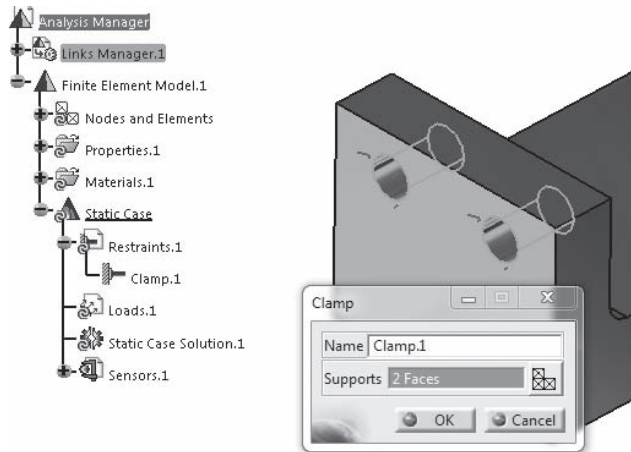 Analysis Manager
Links Manager.1
Finite Element Model.1
Nodes and Elements
Properties.1
Materials.1
Static Case
Restraints.1
Clamp.1
Loads.1
Static Case Solution.1
Sensors.1
Clamp
Name Clamp.1
Supports 2 Faces
OK Cancel